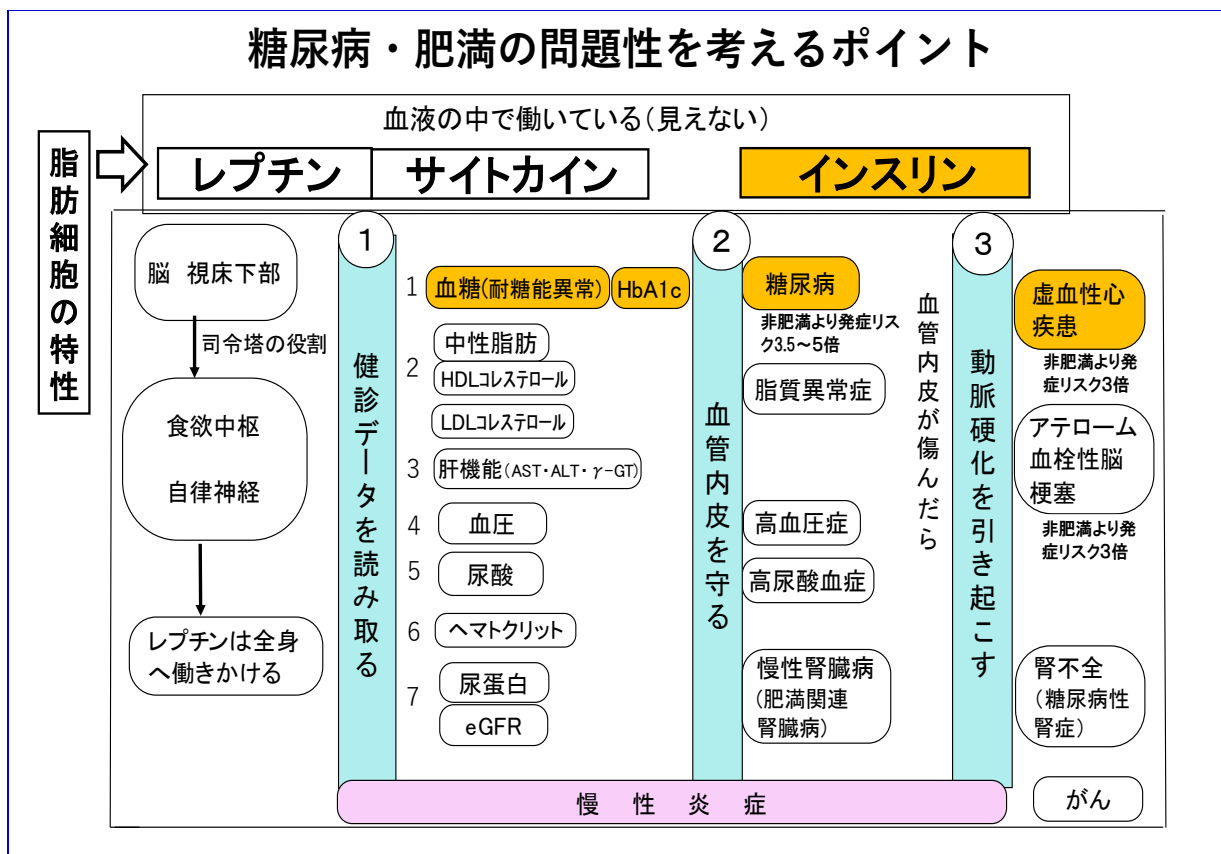 糖尿病・肥満の問題性を考えるポイント
血液の中で働いている(見えない)
脂肪細胞の特性
レプチン
サイトカイン
インスリン
脳 視床下部
司令塔の役割
食欲中枢
自律神経
レプチンは全身
へ働きかける
1
健診データを読み取る
1
血糖(耐糖能異常)
HbA1c
2
中性脂肪
HDLコレステロール
LDLコレステロール
3
肝機能(AST・ALT・γ-GT)
4
血圧
5
尿酸
6
ヘマトクリット
7
尿蛋白
eGFR
2
血管内皮を守る
糖尿病
非肥満より発症リス
ク3.5~5倍
脂質異常症
高血圧症
高尿酸血症
慢性腎臓病
(肥満関連
腎臓病)
血管内皮が傷んだら
3
動脈硬化を引き起こす
虚血性心
疾患
非肥満より発
症リスク3倍
アテローム
血栓性脳
梗塞
非肥満より発
症リスク3倍
腎不全
(糖尿病性
腎症)
がん
慢性炎症